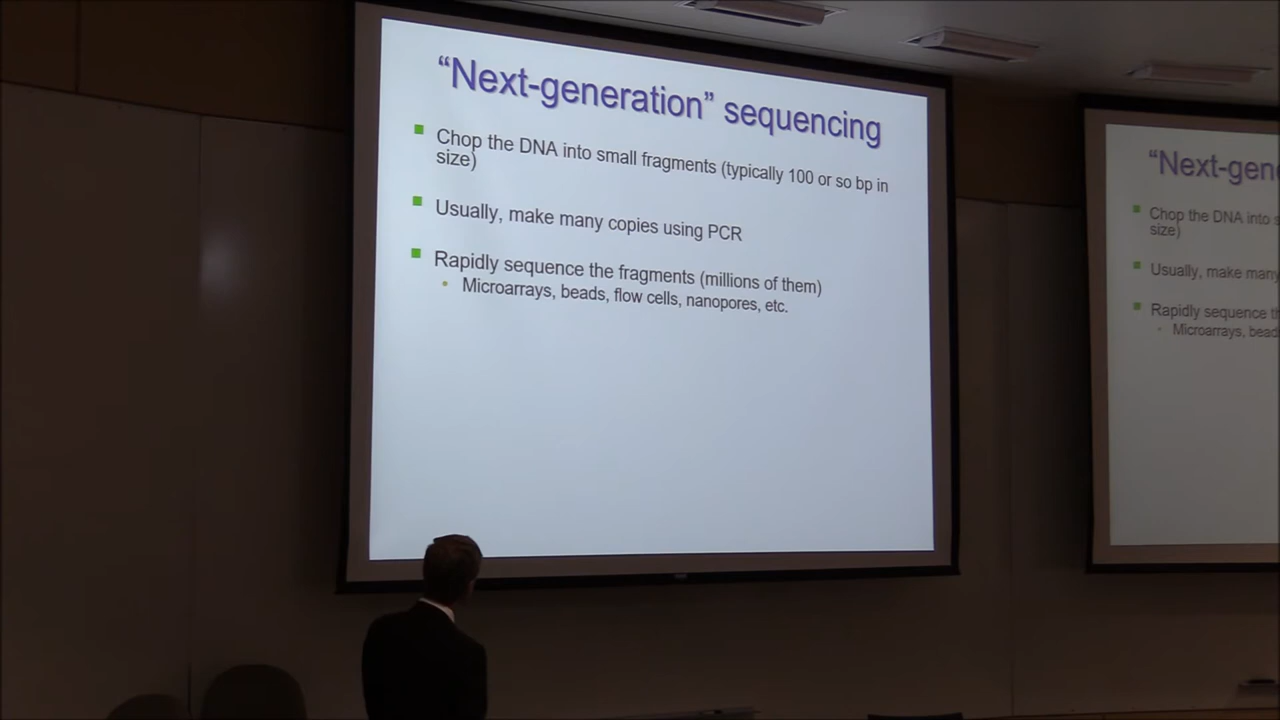 “Next-generation” sequencing
Chop the DNA into small fragments (typically 100 or so bp in
size)
Usually, make many copies using PCR
Rapidly sequence the fragments (millions of them)
Microarrays, beads, flow cells, nanopores, etc.
“Next-gen
Chop the DNA into
size)
Usually, make many
Rapidly sequence
Microarrays, bead